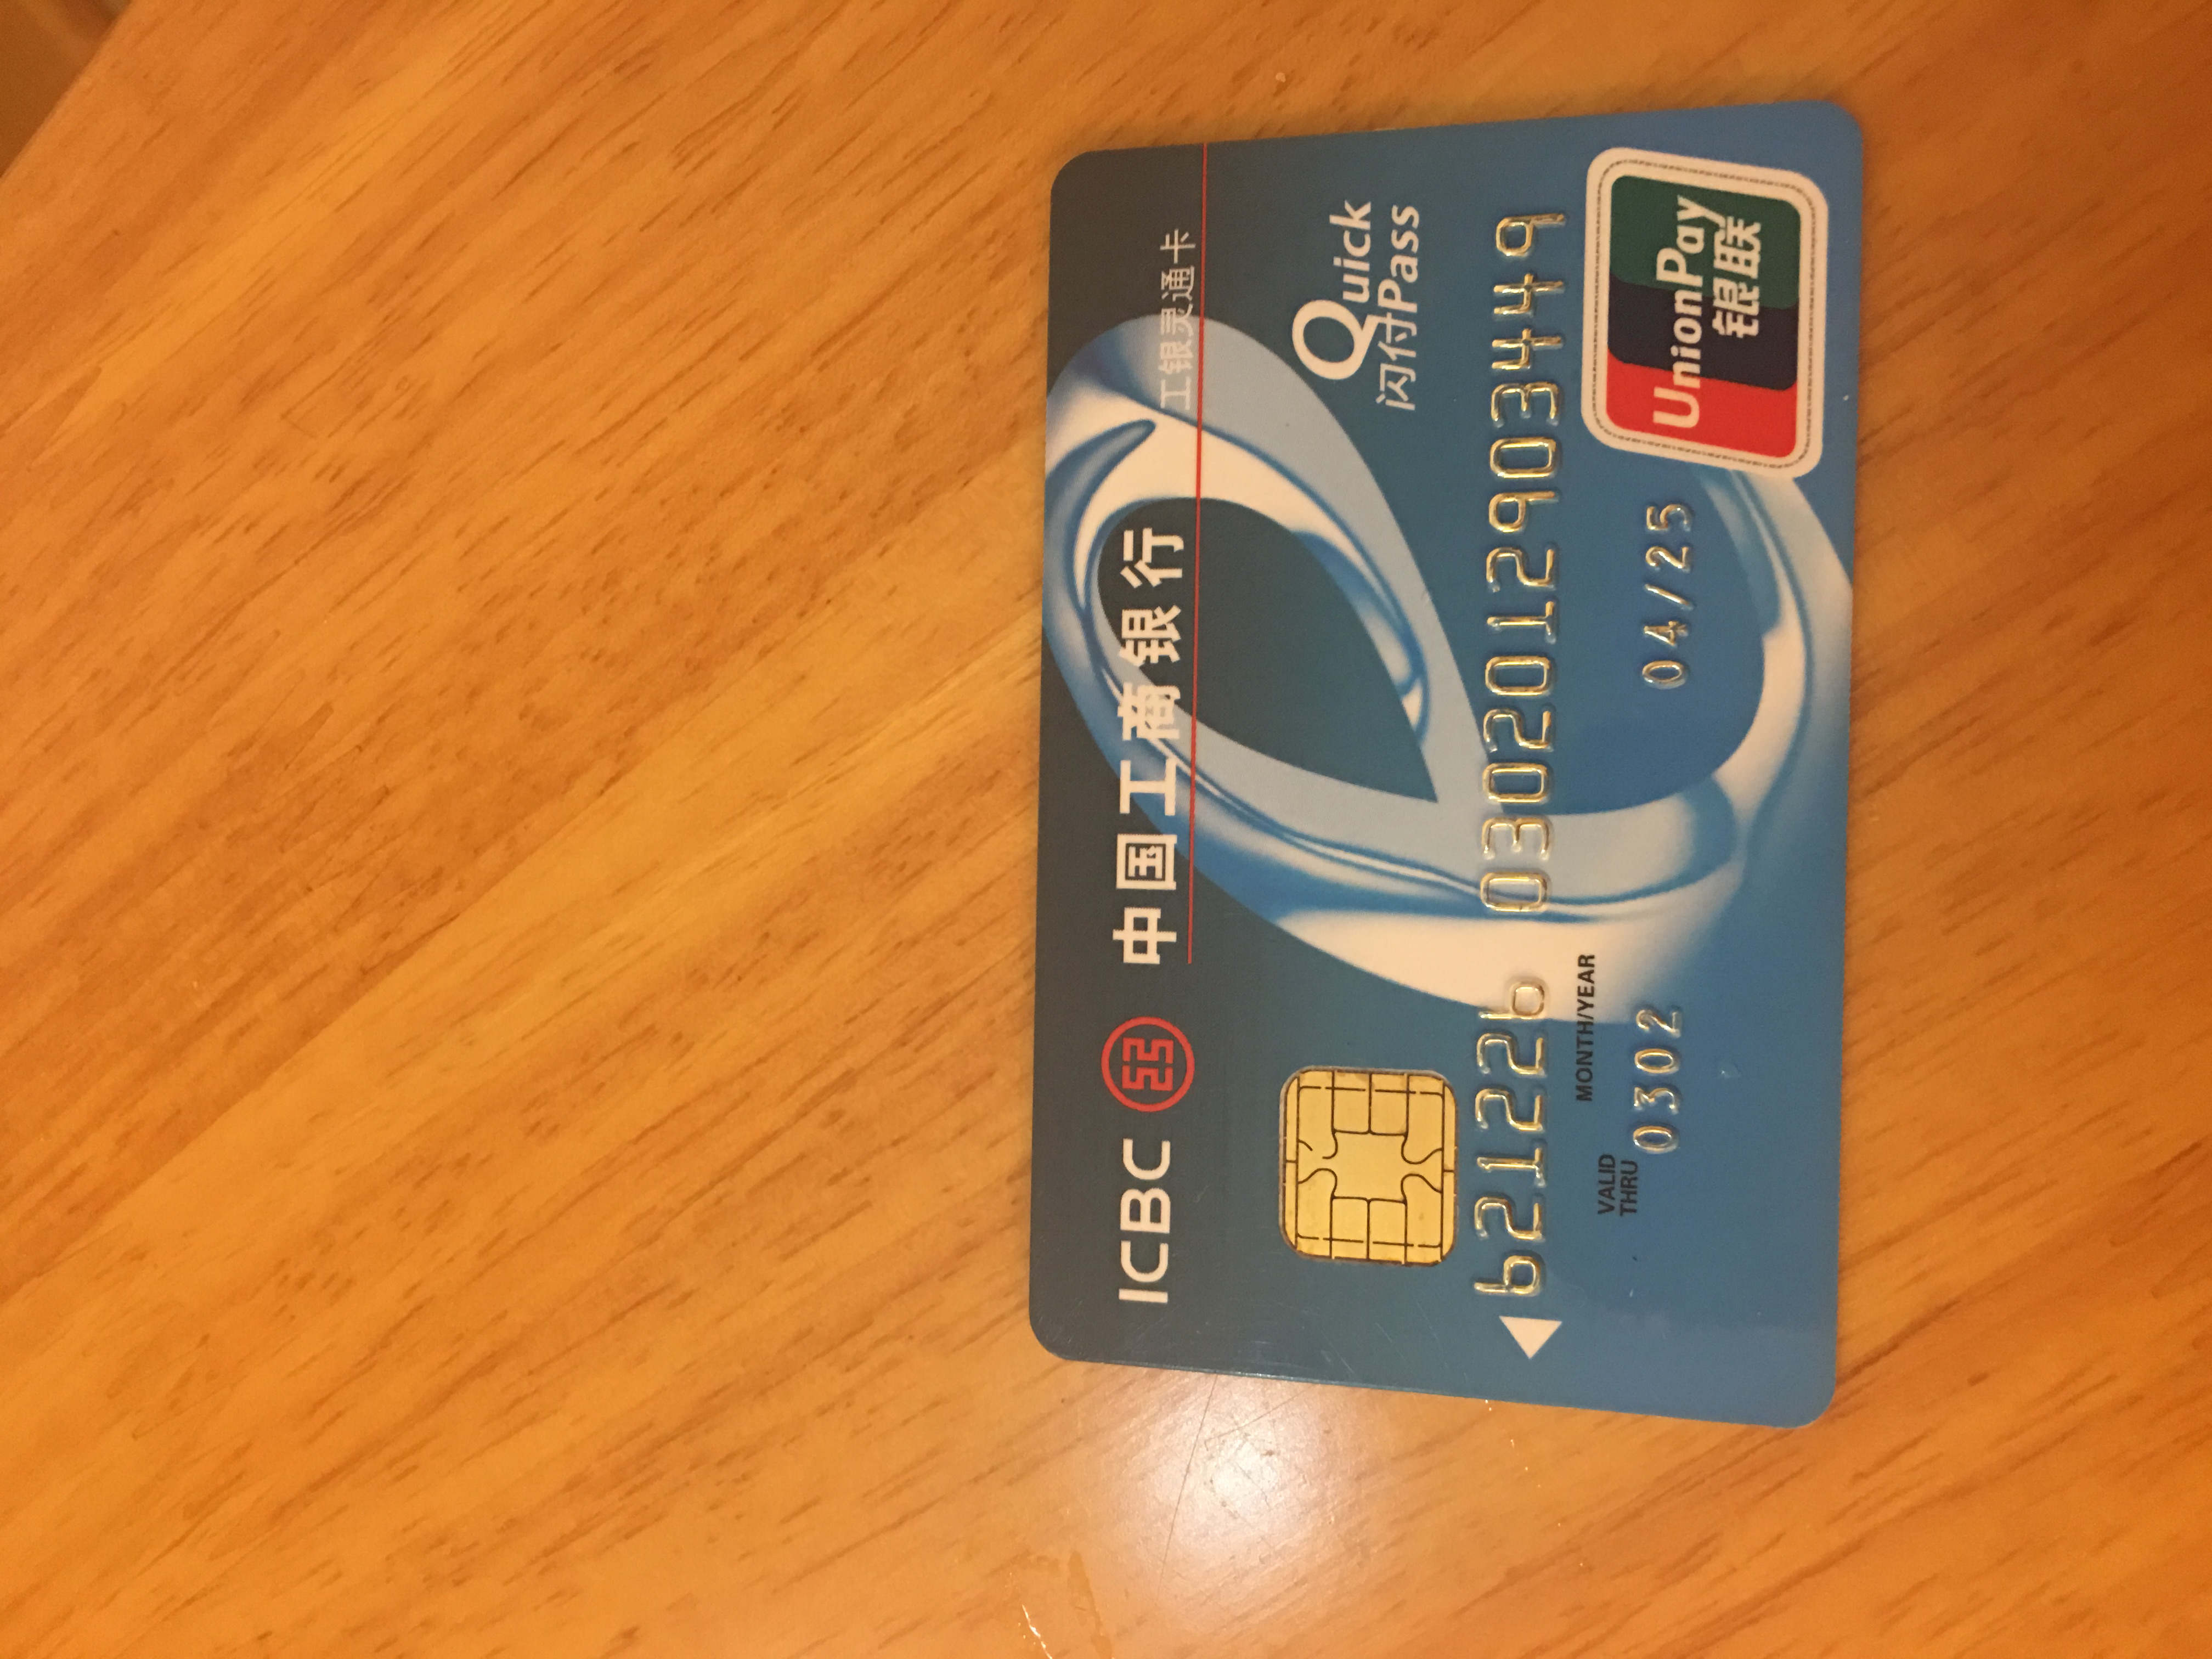 ICBC 中国工商银行
工银灵通卡
Quick
闪付Pass
621226 0302012903449
MONTH/YEAR
VALID
THRU
0302 04/25
UnionPay
银联